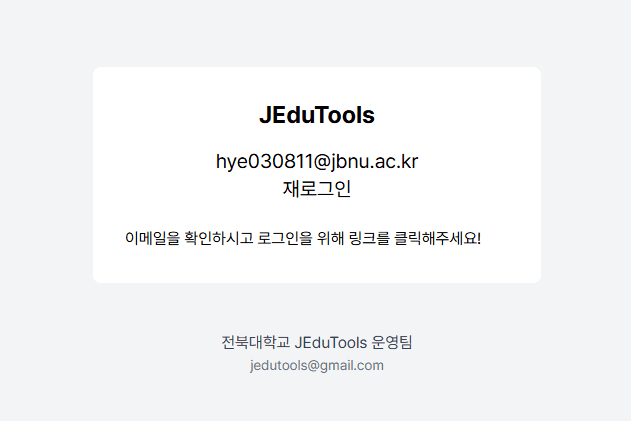 JEduTools
hye030811@jbnu.ac.kr
재로그인
이메일을 확인하시고 로그인을 위해 링크를 클릭해주세요!
전북대학교 JEduTools 운영팀
jedutools@gmail.com